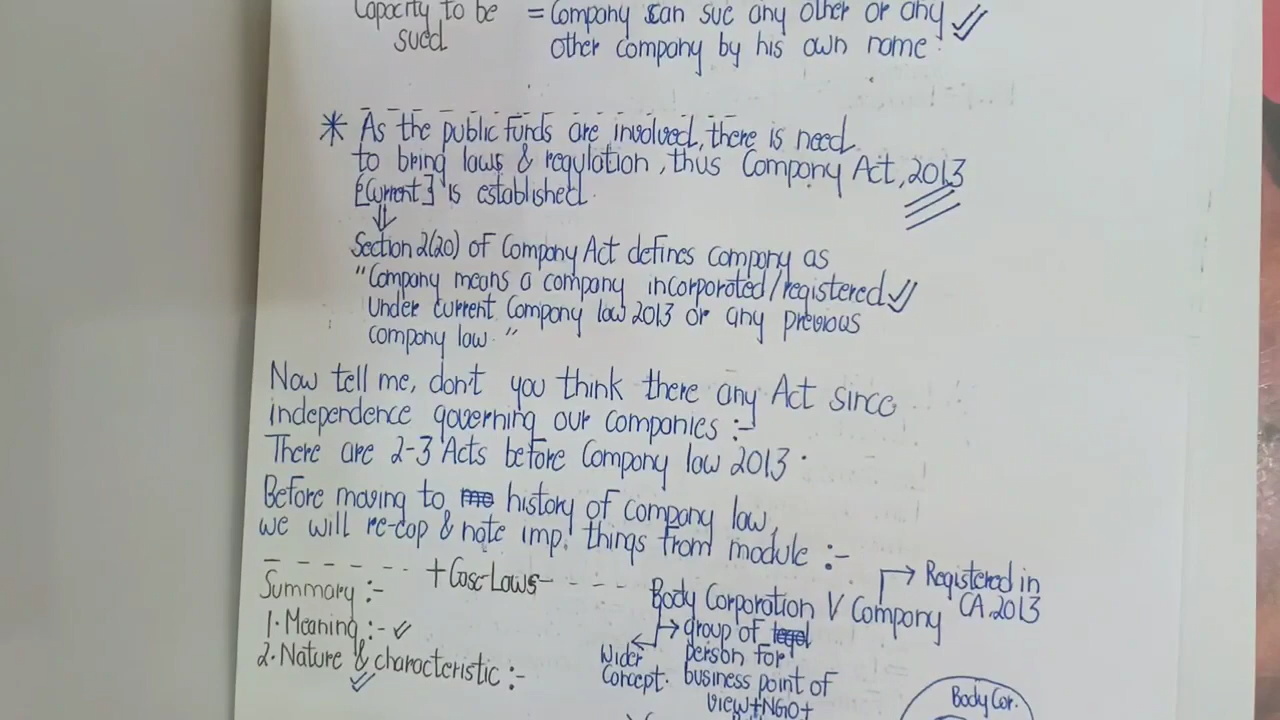 Capacity to be = Company can sue any other or any
sued other company by his own name.
* As the public funds are involved, there is need
to bring laws & regulation, thus Company Act, 2013
[Current] is established.
Section 2(20) of Company Act defines company as
"Company means a company incorporated/registered
under current Company law 2013 or any previous
company law."
Now tell me, don't you think there any Act since
independence governing our companies :-
There are 2-3 Acts before Company law 2013.
Before moving to history of company law,
we will re-cap & note imp. things from module :-
+ Case-Laws
Summary :-
1. Meaning :-
2. Nature & characteristic :-
Body Corporation V Company
Registered in
CA 2013
Wider
Concept.
group of legal
person for
business point of
view+NGO+
Body Cor.